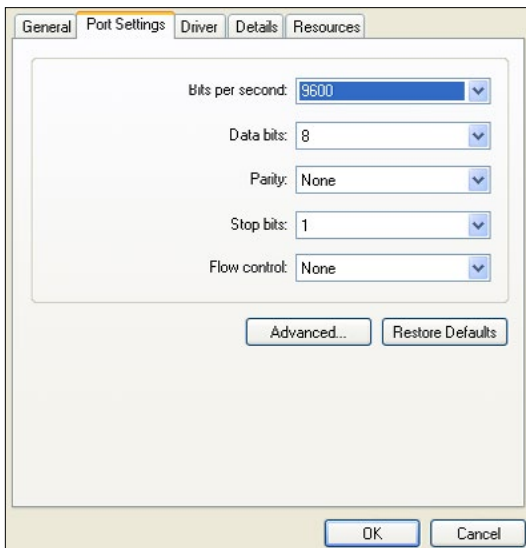 General Port Settings Driver Details Resources
Bits per second: 9600
Data bits: 8
Parity: None
Stop bits: 1
Flow control: None
Advanced... Restore Defaults
OK Cancel